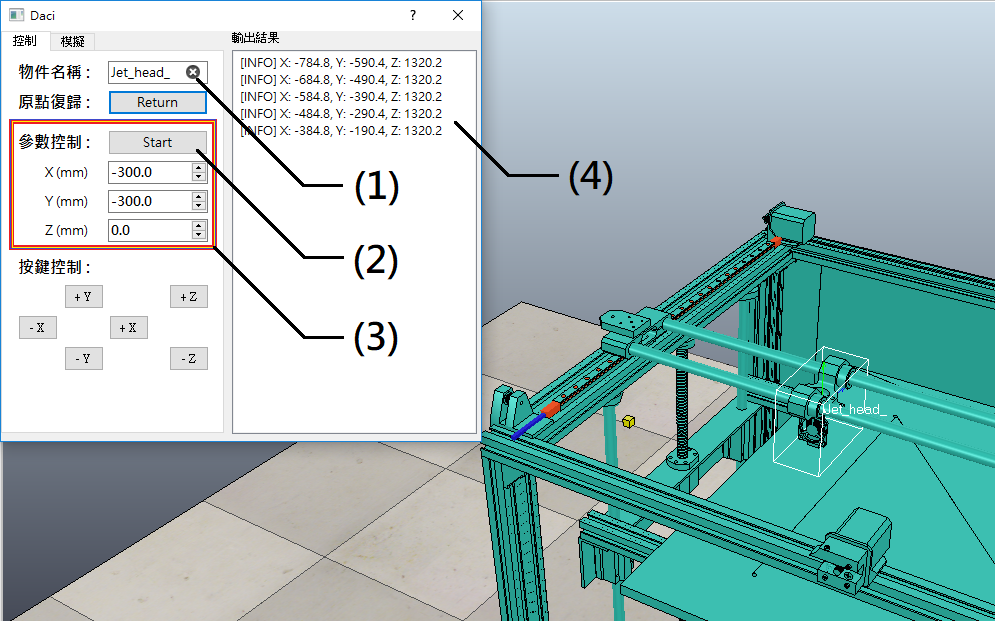 Daci
?
控制 模擬
物件名稱：
Jet_head_
原點復歸：
Return
參數控制：
Start
X (mm)
-300.0
Y (mm)
-300.0
Z (mm)
0.0
按鍵控制：
+ Y
+ Z
- X
+ X
- Y
- Z
輸出結果
[INFO] X: -784.8, Y: -590.4, Z: 1320.2
[INFO] X: -684.8, Y: -490.4, Z: 1320.2
[INFO] X: -584.8, Y: -390.4, Z: 1320.2
[INFO] X: -484.8, Y: -290.4, Z: 1320.2
[INFO] X: -384.8, Y: -190.4, Z: 1320.2
(1)
(2)
(3)
(4)
Jet_head_